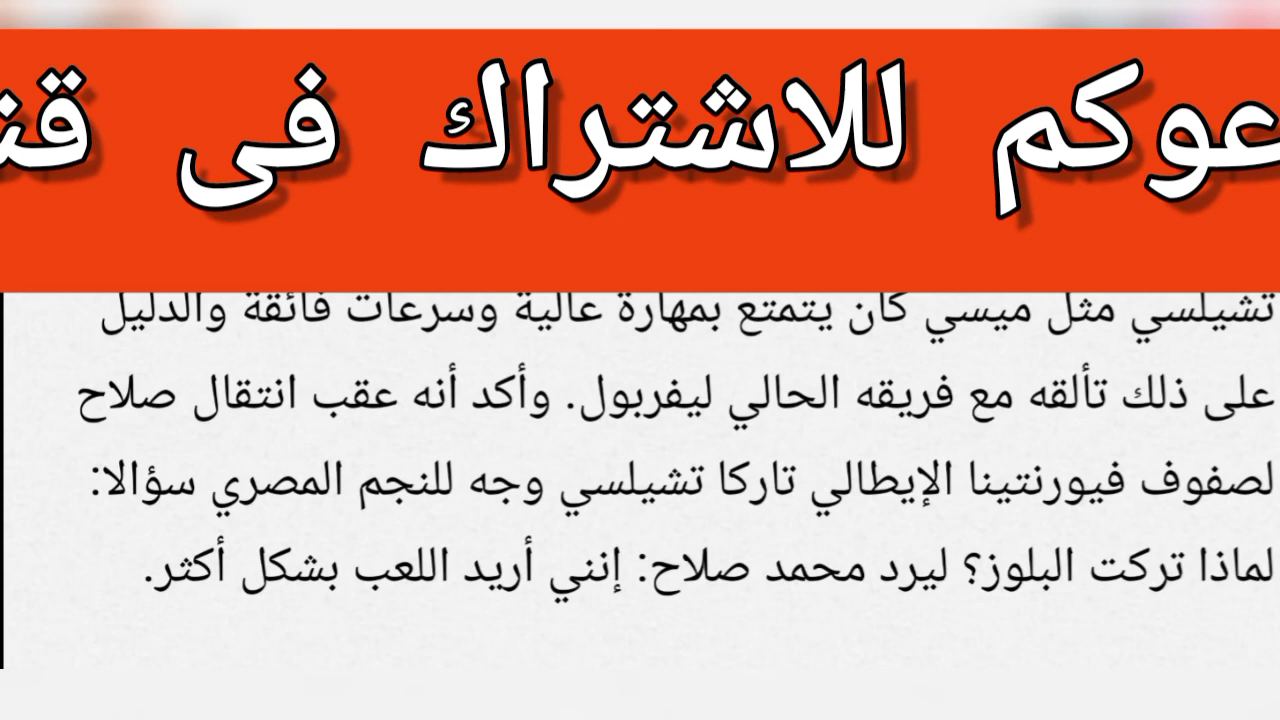 عوكم للاشتراك فى قن
تشيلسي مثل ميسي كان يتمتع بمهارة عالية وسرعات فائقة والدليل
على ذلك تألقه مع فريقه الحالي ليفربول. وأكد أنه عقب انتقال صلاح
لصفوف فيورنتينا الإيطالي تاركا تشيلسي وجه للنجم المصري سؤالا:
لماذا تركت البلوز؟ ليرد محمد صلاح: إنني أريد اللعب بشكل أكثر.